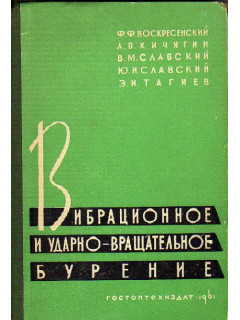 Ф.Ф.ВОСКРЕСЕНСКИЙ
А.В.КИЧИГИН
В.М.СЛАВСКИЙ
Ю.И.СЛАВСКИЙ
Э.И.ТАГИЕВ
ВИБРАЦИОННОЕ
И УДАРНО-ВРАЩАТЕЛЬНОЕ
БУРЕНИЕ
ГОСТОПТЕХИЗДАТ · 1961